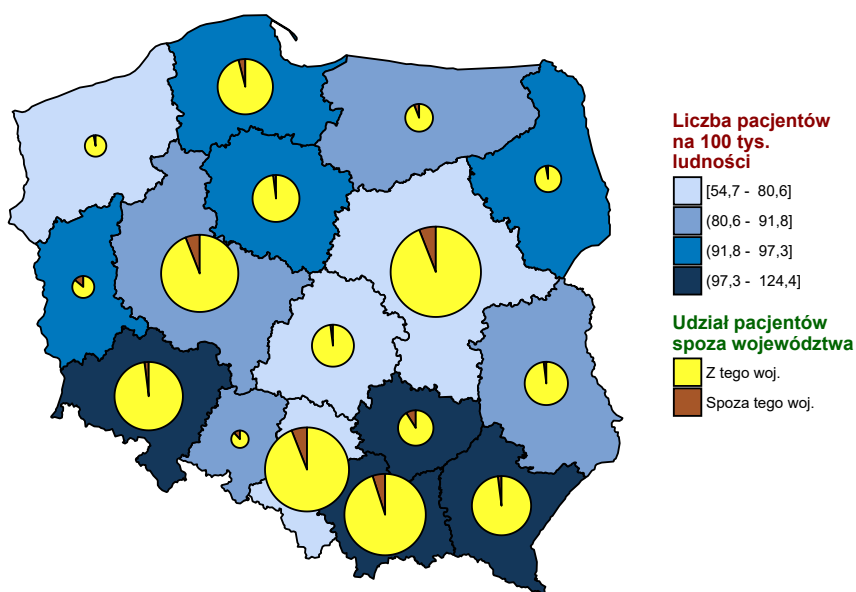 Liczba pacjentów
na 100 tys.
ludności
[54,7 - 80,6]
(80,6 - 91,8]
(91,8 - 97,3]
(97,3 - 124,4]
Udział pacjentów
spoza województwa
Z tego woj.
Spoza tego woj.